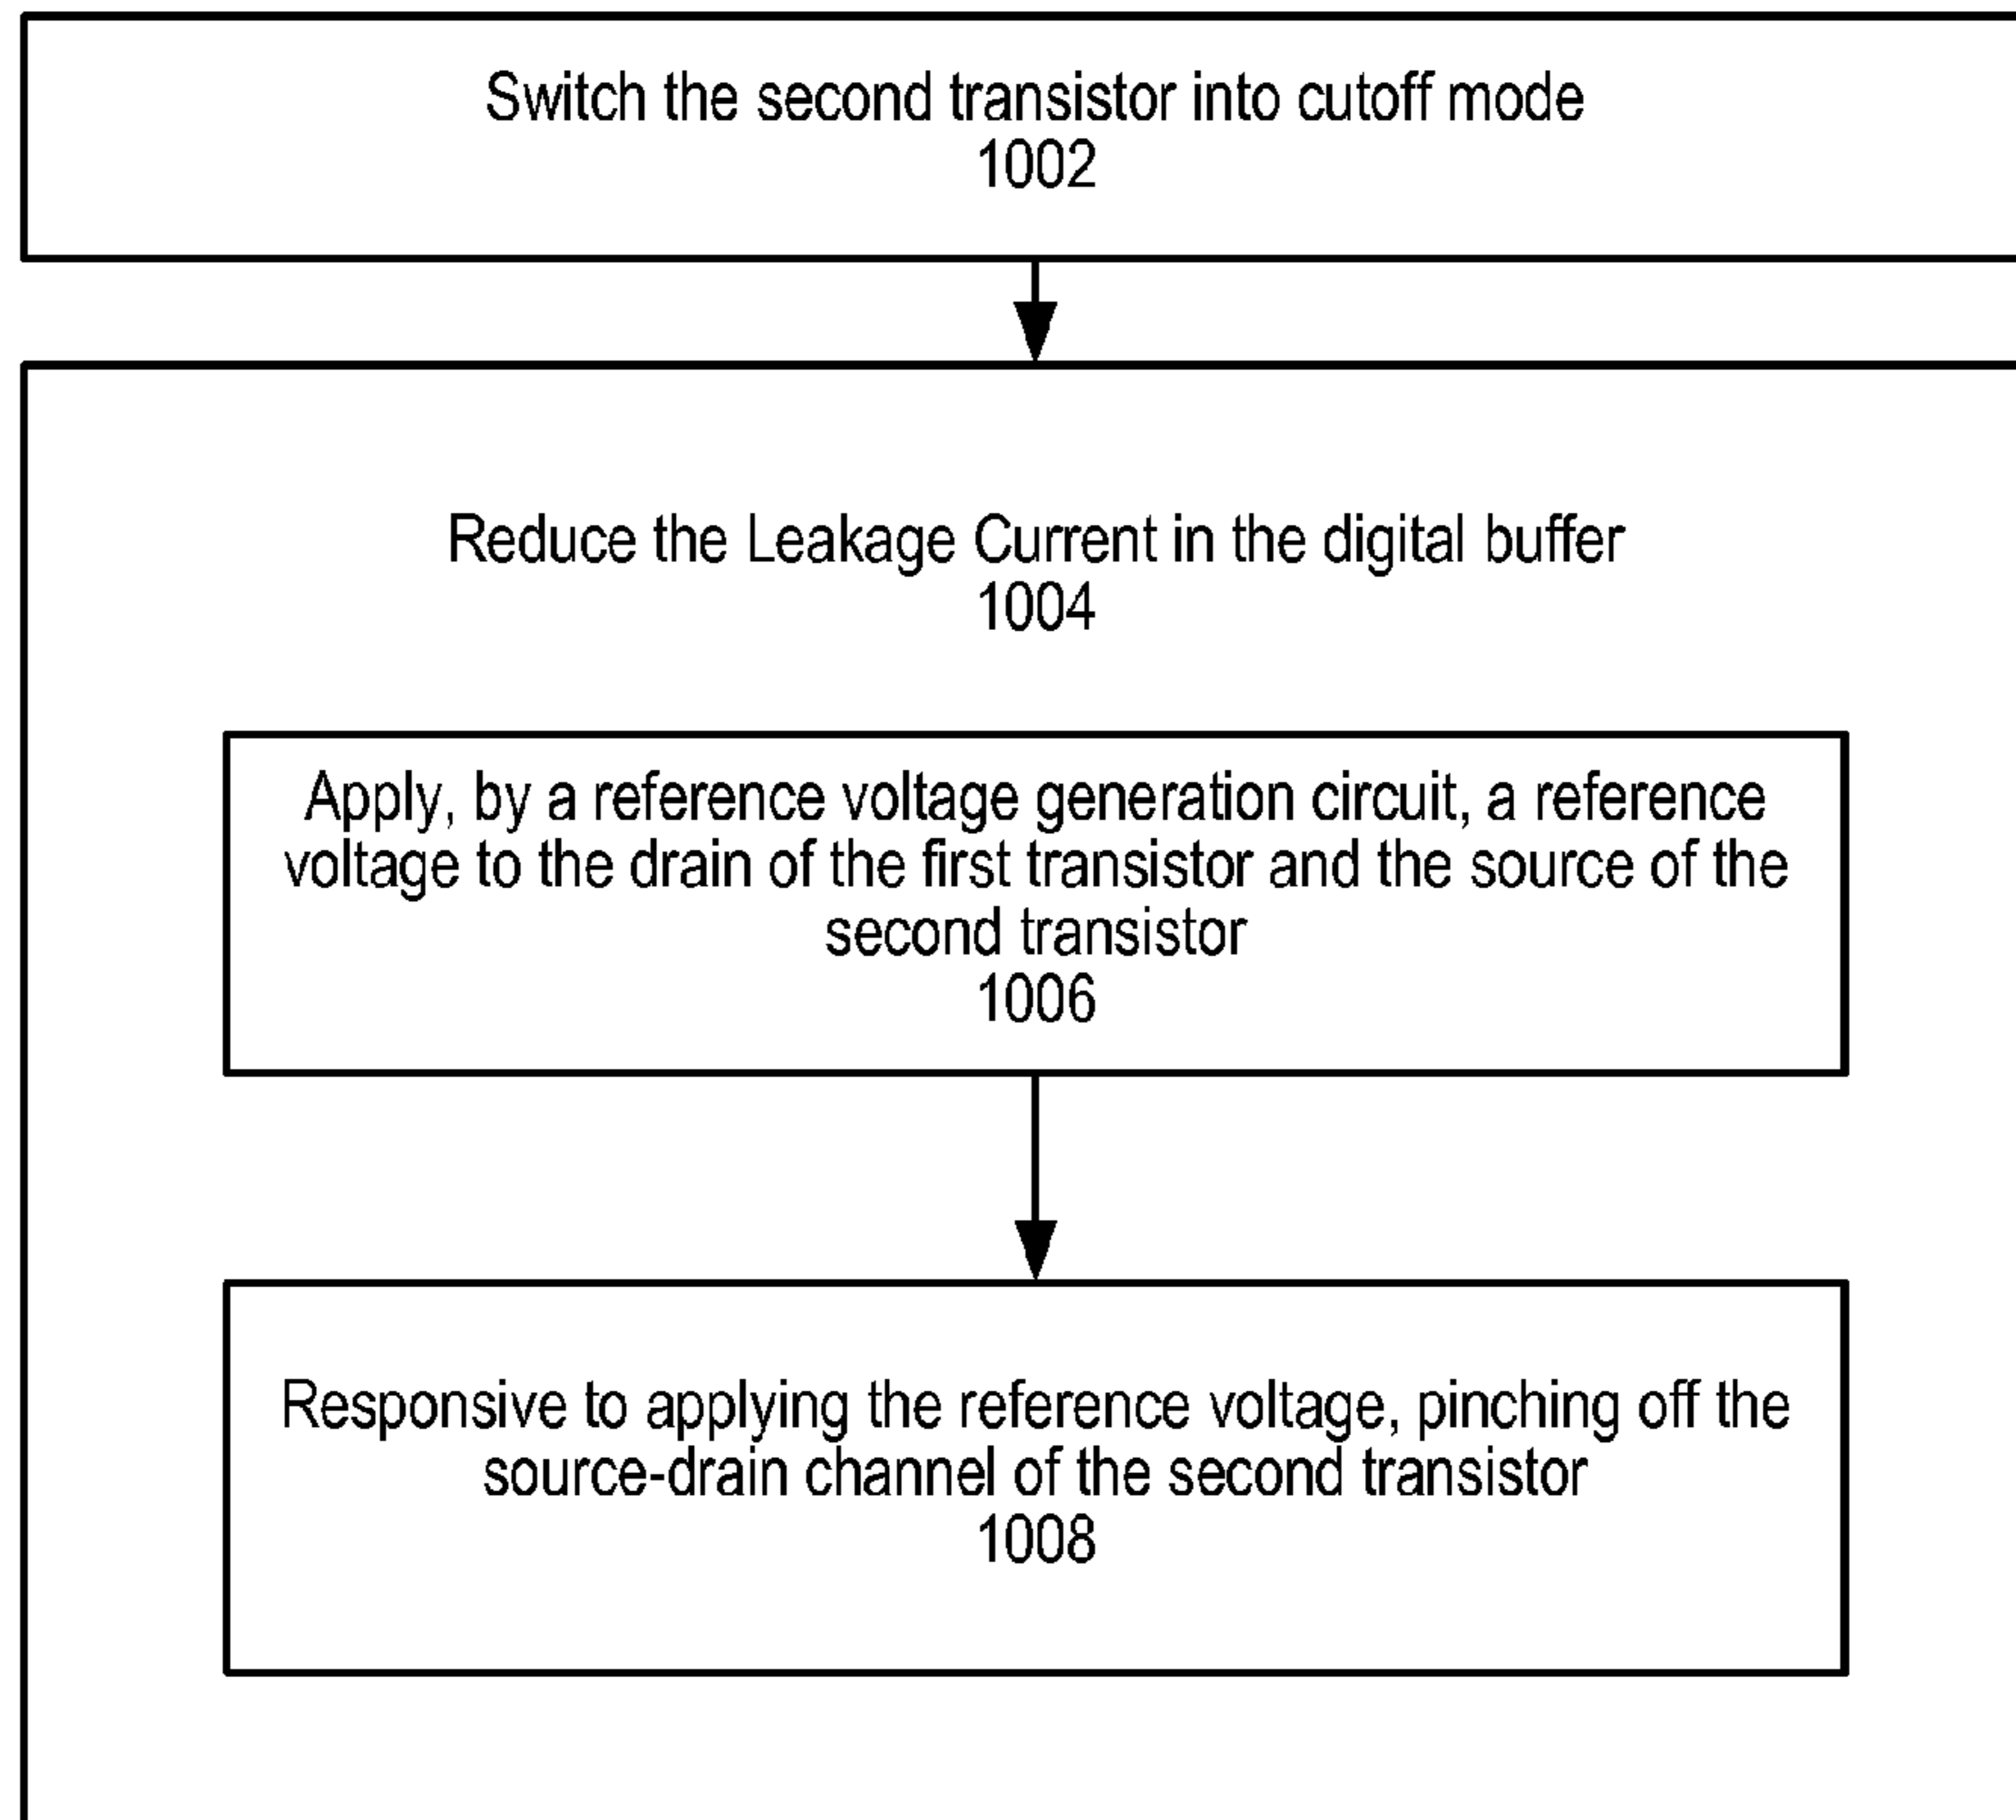 Switch the second transistor into cutoff mode
1002
Reduce the Leakage Current in the digital buffer
1004
Apply, by a reference voltage generation circuit, a reference
voltage to the drain of the first transistor and the source of the
second transistor
1006
Responsive to applying the reference voltage, pinching off the
source-drain channel of the second transistor
1008